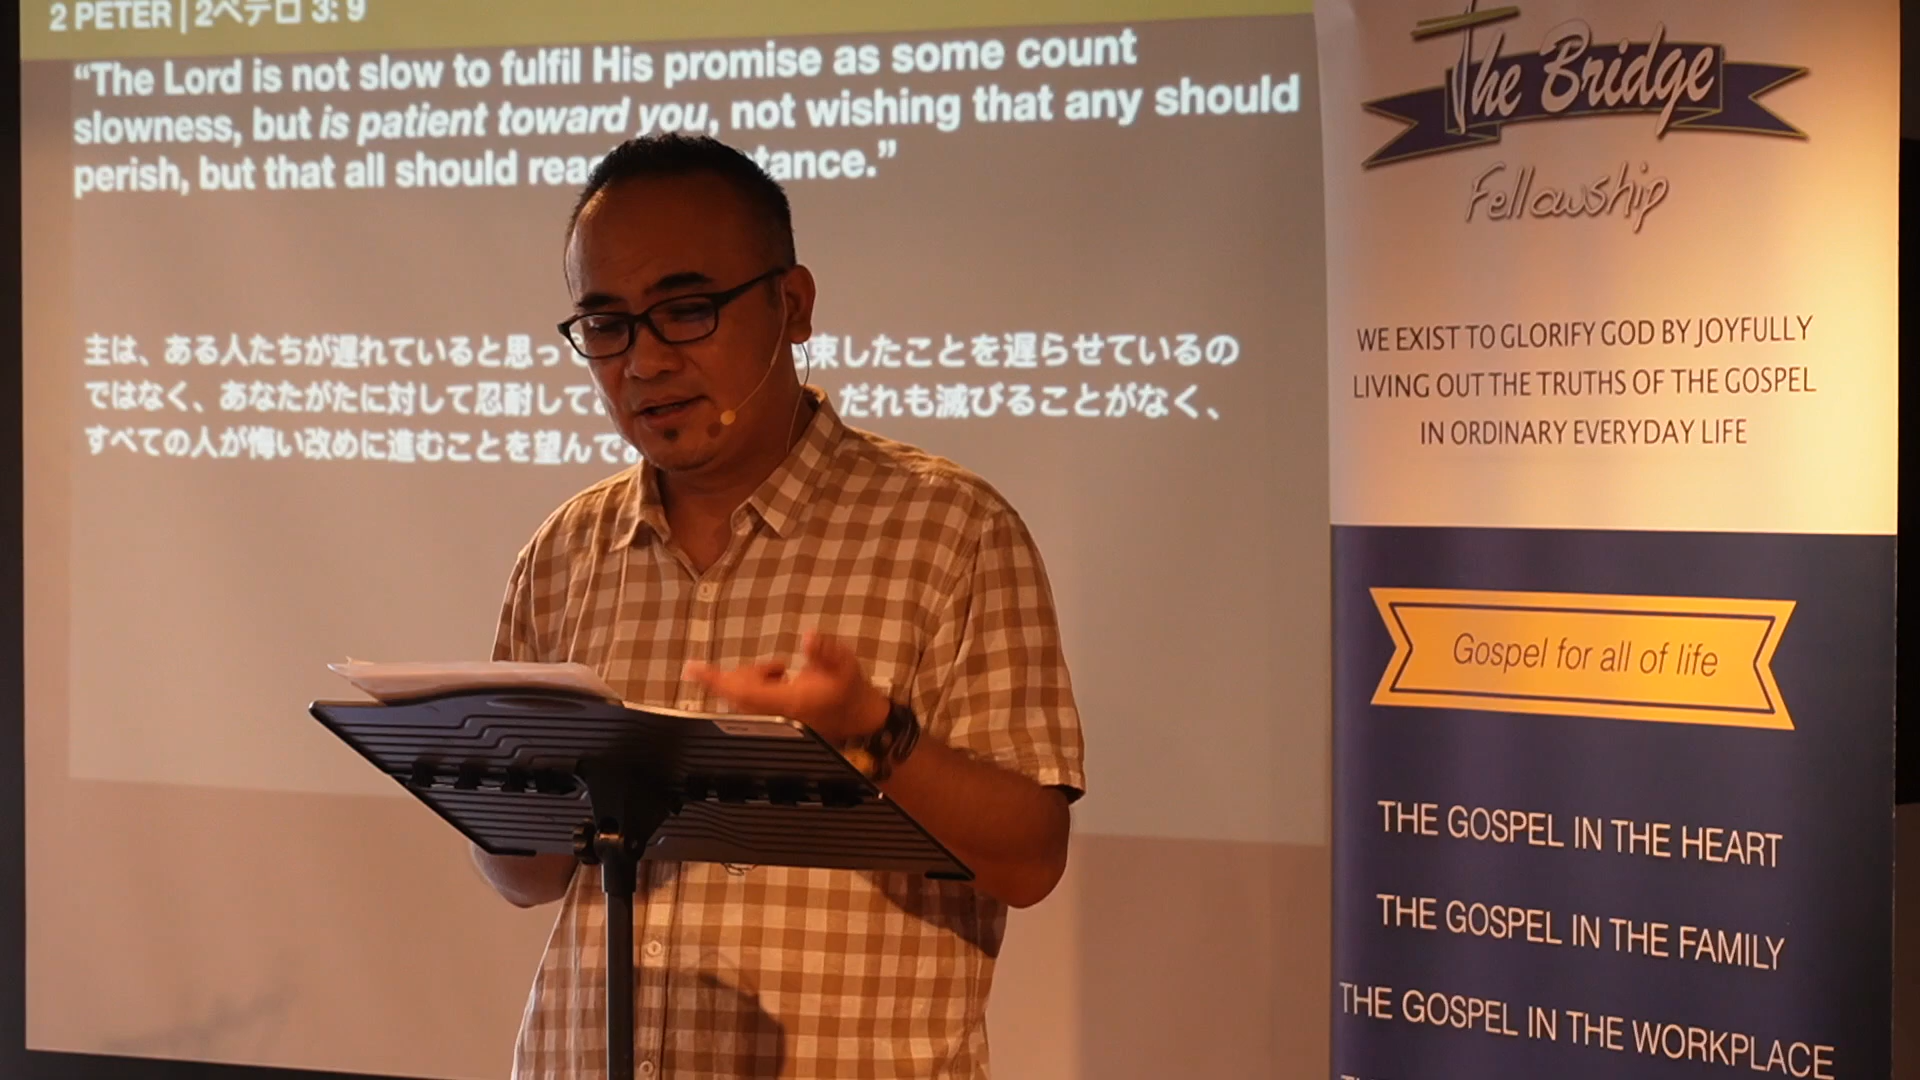 2 PETER | 2ペテロ 3: 9
“The Lord is not slow to fulfil His promise as some count
slowness, but is patient toward you, not wishing that any should
perish, but that all should tance.”
主は、ある人たちが遅れていると思っ 束したことを遅らせているの
ではなく、あなたがたに対して忍耐して だれも滅びることがなく、
すべての人が悔い改めに進むことを望んで
The Bridge
Fellowship
WE EXIST TO GLORIFY GOD BY JOYFULLY
LIVING OUT THE TRUTHS OF THE GOSPEL
IN ORDINARY EVERYDAY LIFE
Gospel for all of life
THE GOSPEL IN THE HEART
THE GOSPEL IN THE FAMILY
THE GOSPEL IN THE WORKPLACE